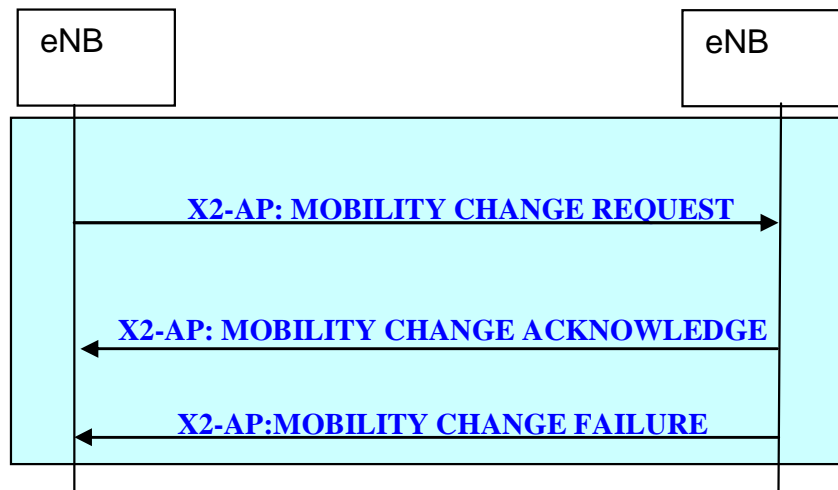 eNB
eNB
X2-AP: MOBILITY CHANGE REQUEST
X2-AP: MOBILITY CHANGE ACKNOWLEDGE
X2-AP:MOBILITY CHANGE FAILURE